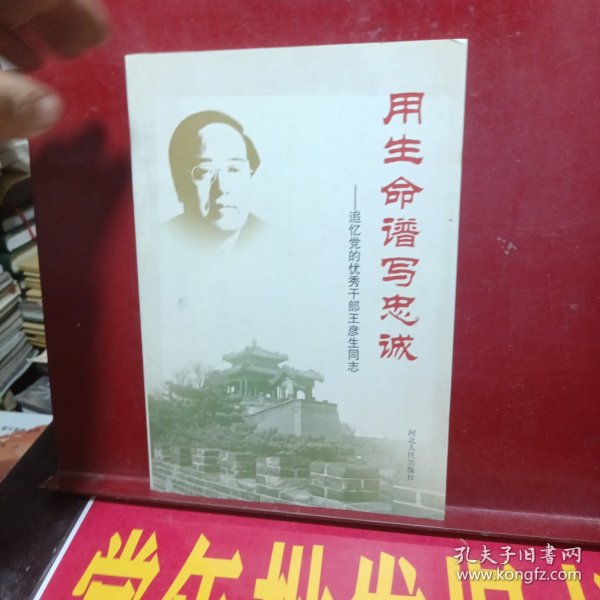 用生命谱写忠诚
——追忆党的优秀干部王彦生同志
河北人民出版社
孔夫子旧书网
www.kongfz.com